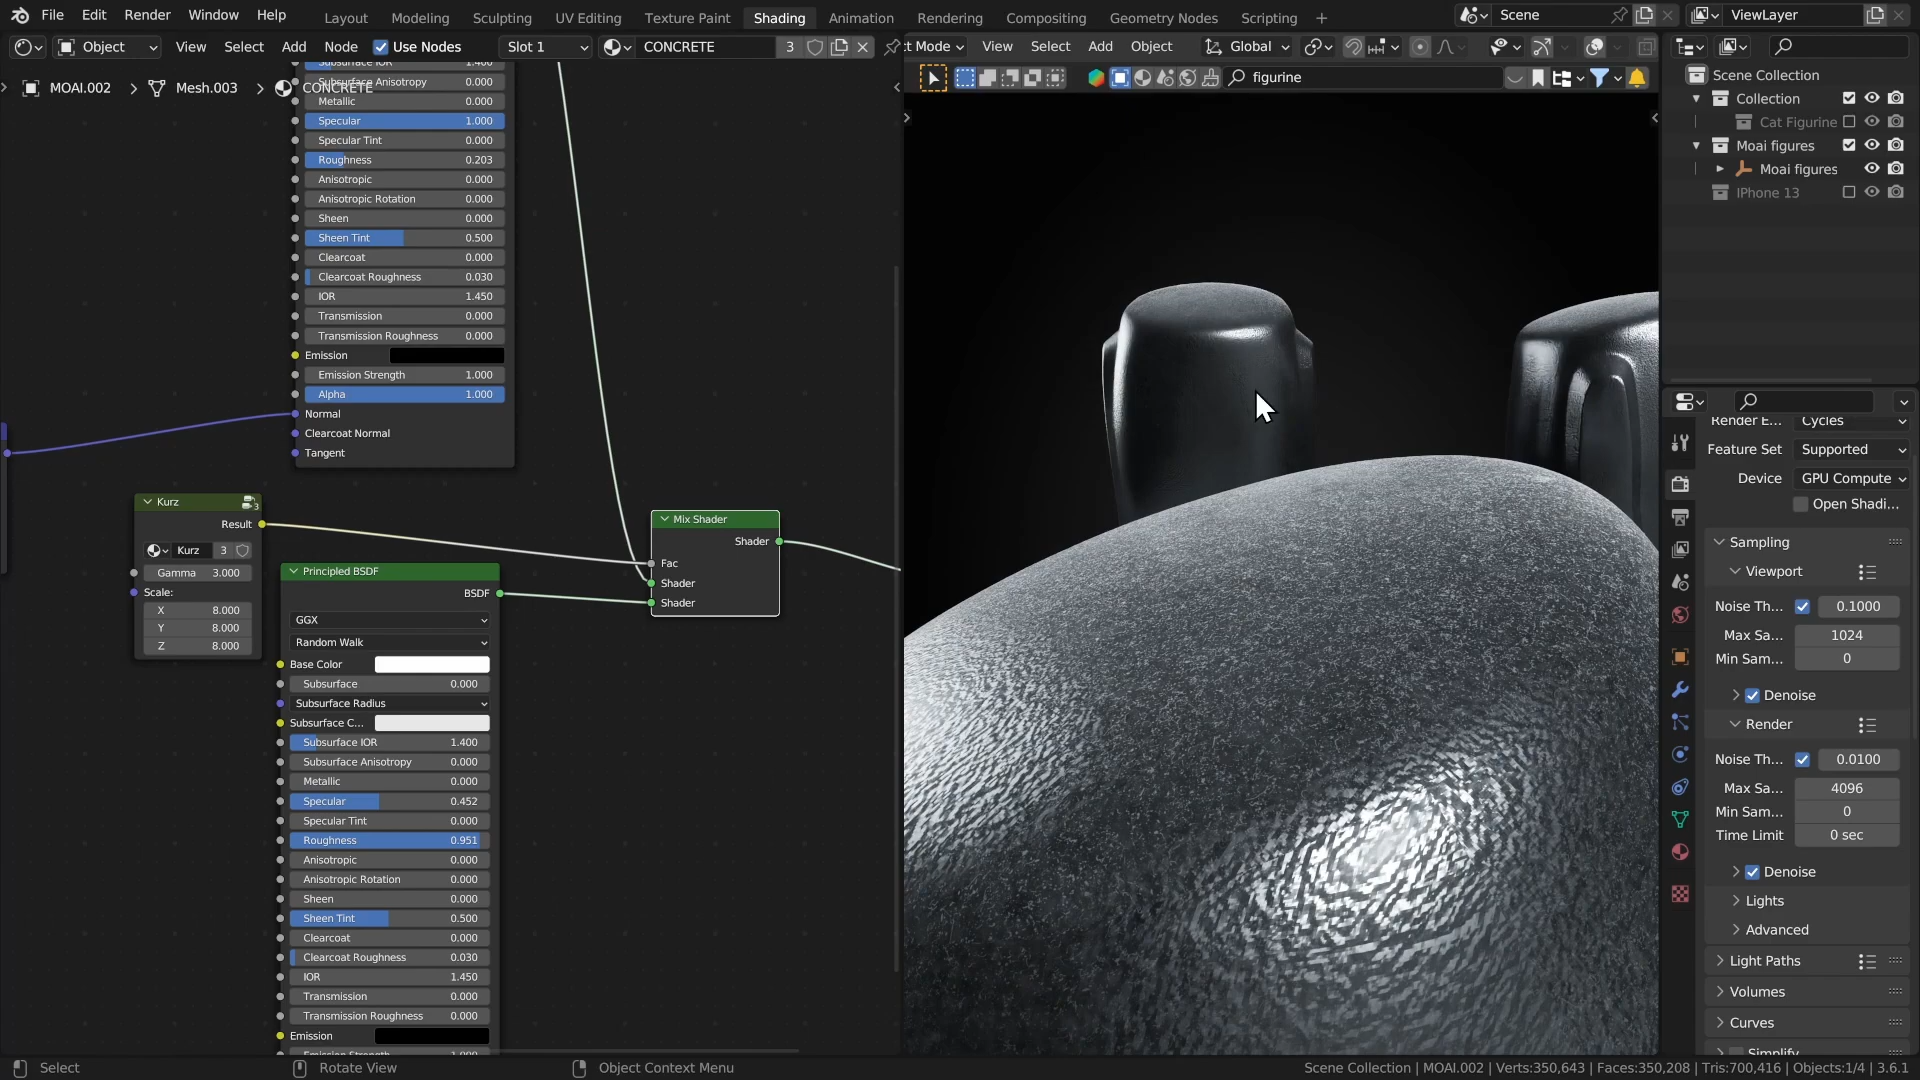 File Edit Render Window Help Layout Modeling Sculpting UV Editing Texture Paint Shading Animation Rendering Compositing Geometry Nodes Scripting + Scene ViewLayer
Object View Select Add Node Use Nodes Slot 1 CONCRETE 3
ct Mode View Select Add Object Global
figurine
MOAI.002 > Mesh.003 > CONCRETE
Subsurface IOR 1.400
Subsurface Anisotropy 0.000
Metallic 0.000
Specular 1.000
Specular Tint 0.000
Roughness 0.203
Anisotropic 0.000
Anisotropic Rotation 0.000
Sheen 0.000
Sheen Tint 0.500
Clearcoat 0.000
Clearcoat Roughness 0.030
IOR 1.450
Transmission 0.000
Transmission Roughness 0.000
Emission
Emission Strength 1.000
Alpha 1.000
Normal
Clearcoat Normal
Tangent
Kurz
3
Result
Kurz 3
Gamma 3.000
Scale:
X 8.000
Y 8.000
Z 8.000
Principled BSDF
BSDF
GGX
Random Walk
Base Color
Subsurface 0.000
Subsurface Radius
Subsurface C...
Subsurface IOR 1.400
Subsurface Anisotropy 0.000
Metallic 0.000
Specular 0.452
Specular Tint 0.000
Roughness 0.951
Anisotropic 0.000
Anisotropic Rotation 0.000
Sheen 0.000
Sheen Tint 0.500
Clearcoat 0.000
Clearcoat Roughness 0.030
IOR 1.450
Transmission 0.000
Transmission Roughness 0.000
Emission
Emission Strength 1.000
Mix Shader
Shader
Fac
Shader
Shader
Scene Collection
Collection
Cat Figurine
Moai figures
Moai figures
IPhone 13
Render E... Cycles
Feature Set Supported
Device GPU Compute
Open Shadi...
Sampling
Viewport
Noise Th... 0.1000
Max Sa... 1024
Min Sam... 0
Denoise
Render
Noise Th... 0.0100
Max Sa... 4096
Min Sam... 0
Time Limit 0 sec
Denoise
Lights
Advanced
Light Paths
Volumes
Curves
Simplify
Select Rotate View Object Context Menu
Scene Collection | MOAI.002 | Verts:350,643 | Faces:350,208 | Tris:700,416 | Objects:1/4 | 3.6.1